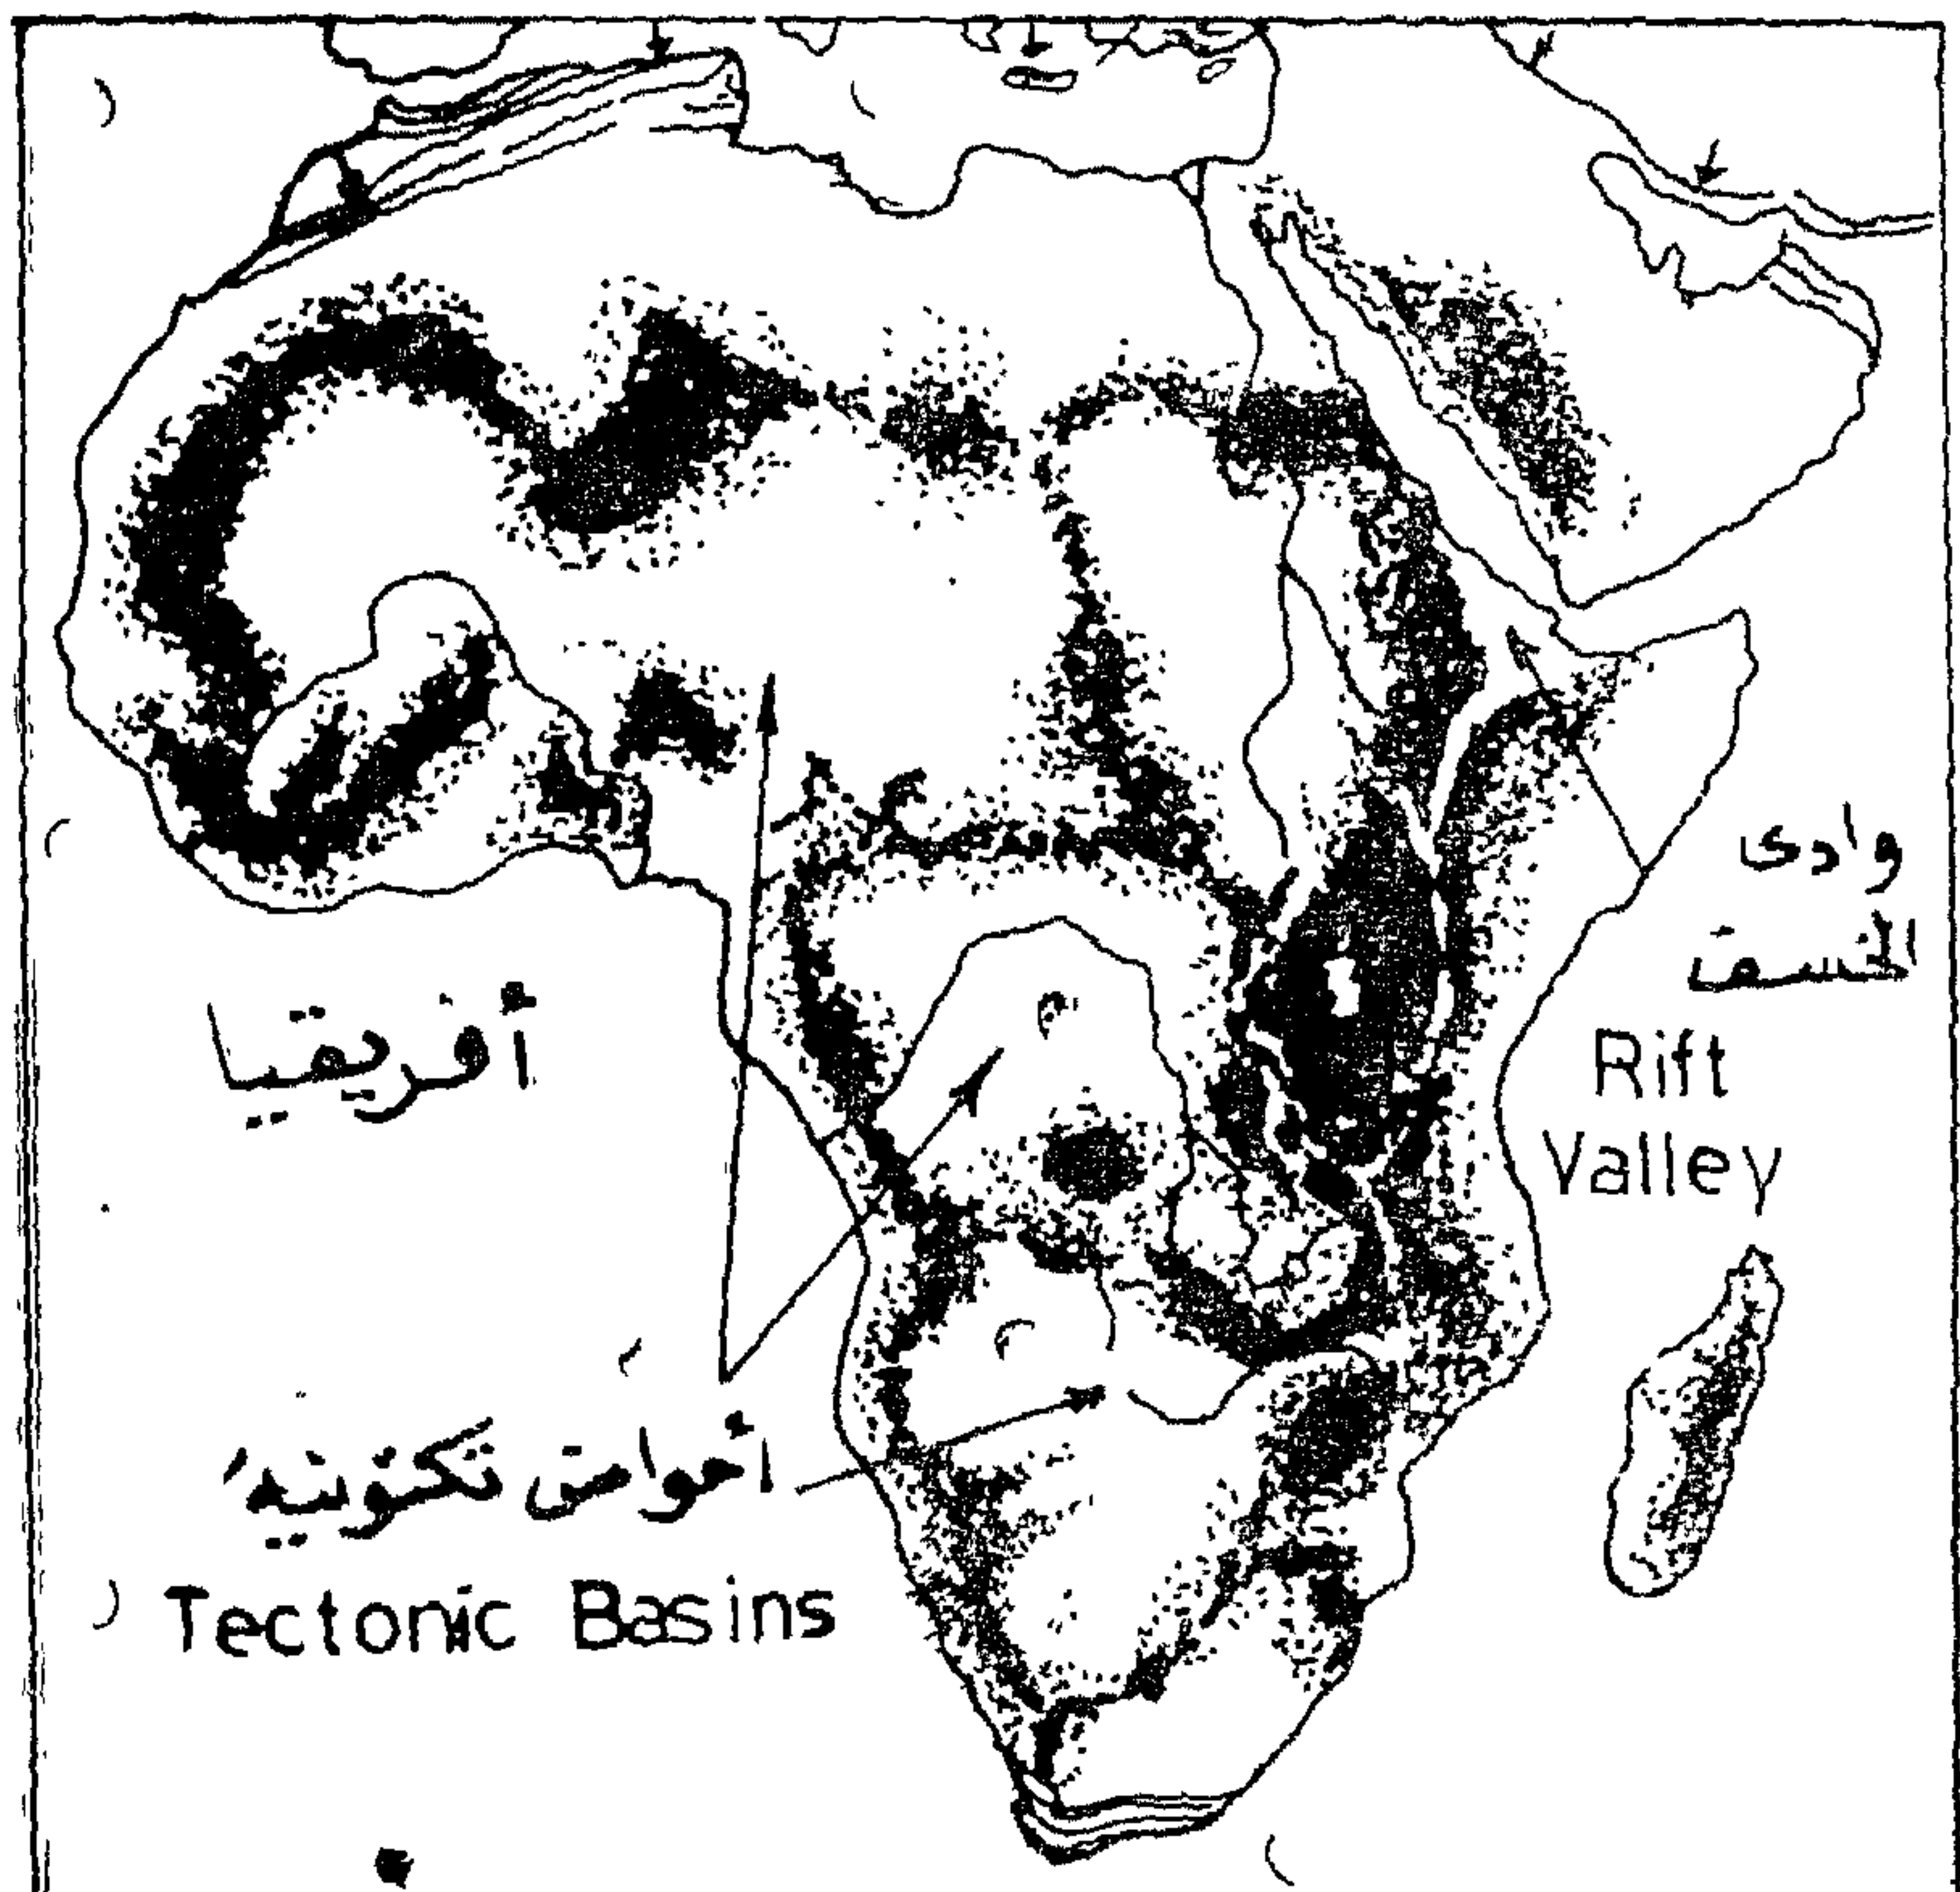 أفريقيا
وادى
الخسف
Rift
Valley
أحواض تكتونية
Tectonic Basins